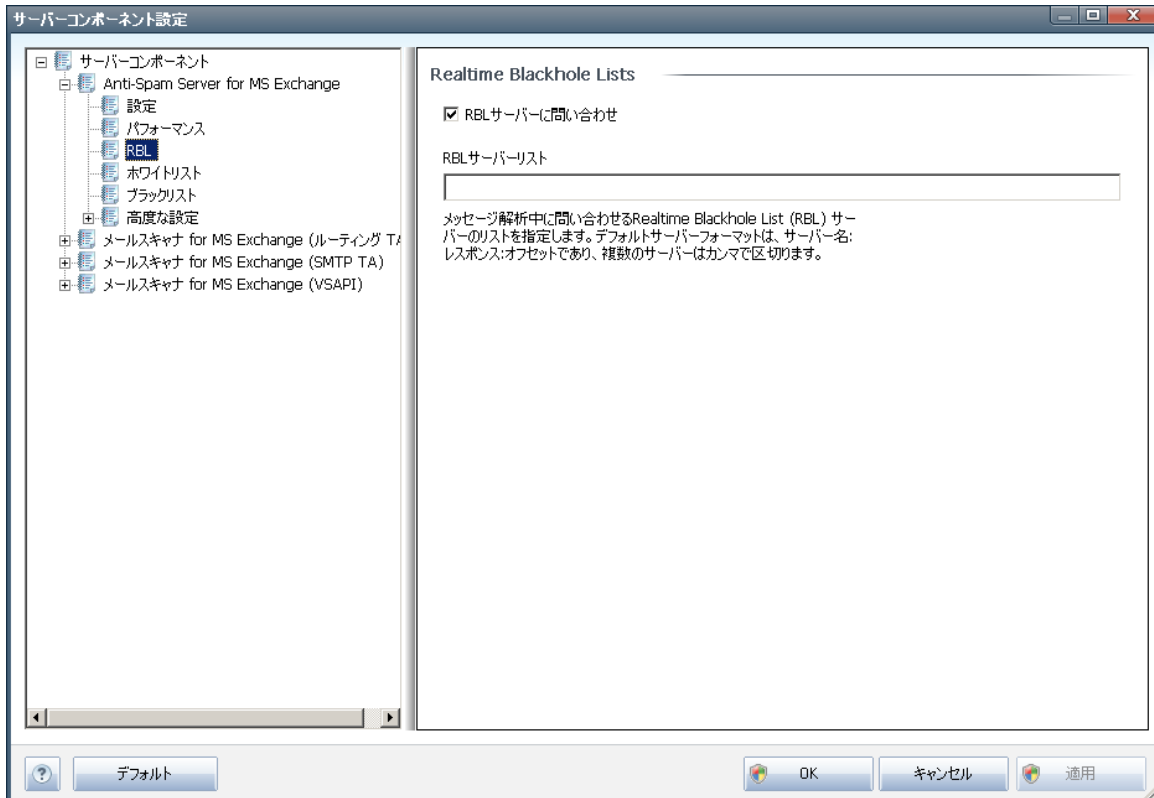 サーバーコンポーネント設定
サーバーコンポーネント
Anti-Spam Server for MS Exchange
設定
パフォーマンス
RBL
ホワイトリスト
ブラックリスト
高度な設定
メールスキャナ for MS Exchange (ルーティング TA
メールスキャナ for MS Exchange (SMTP TA)
メールスキャナ for MS Exchange (VSAPI)
Realtime Blackhole Lists
RBLサーバーに問い合わせ
RBLサーバーリスト
メッセージ解析中に問い合わせるRealtime Blackhole List (RBL) サー
バーのリストを指定します。デフォルトサーバーフォーマットは、サーバー名:
レスポンス:オフセットであり、複数のサーバーはカンマで区切ります。
デフォルト
OK
キャンセル
適用